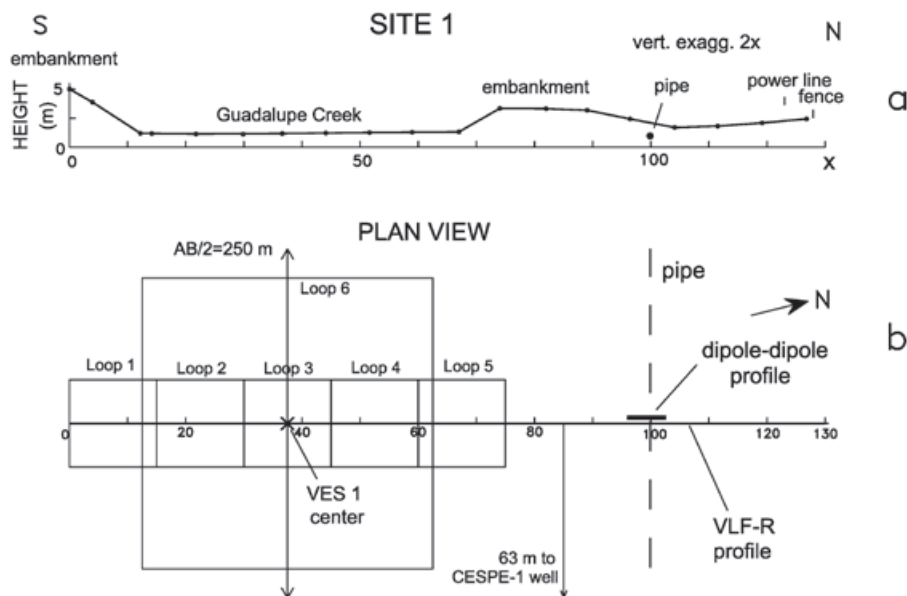 S
SITE 1
N
vert. exagg. 2x
embankment
5
HEIGHT
(m)
0
Guadalupe Creek
embankment
pipe
power line
fence
a
0
50
100
x
PLAN VIEW
AB/2=250 m
Loop 6
pipe
N
b
Loop 1
Loop 2
Loop 3
Loop 4
Loop 5
dipole-dipole
profile
0
20
40
60
80
100
120
130
VES 1
center
VLF-R
profile
63 m to
CESPE-1 well